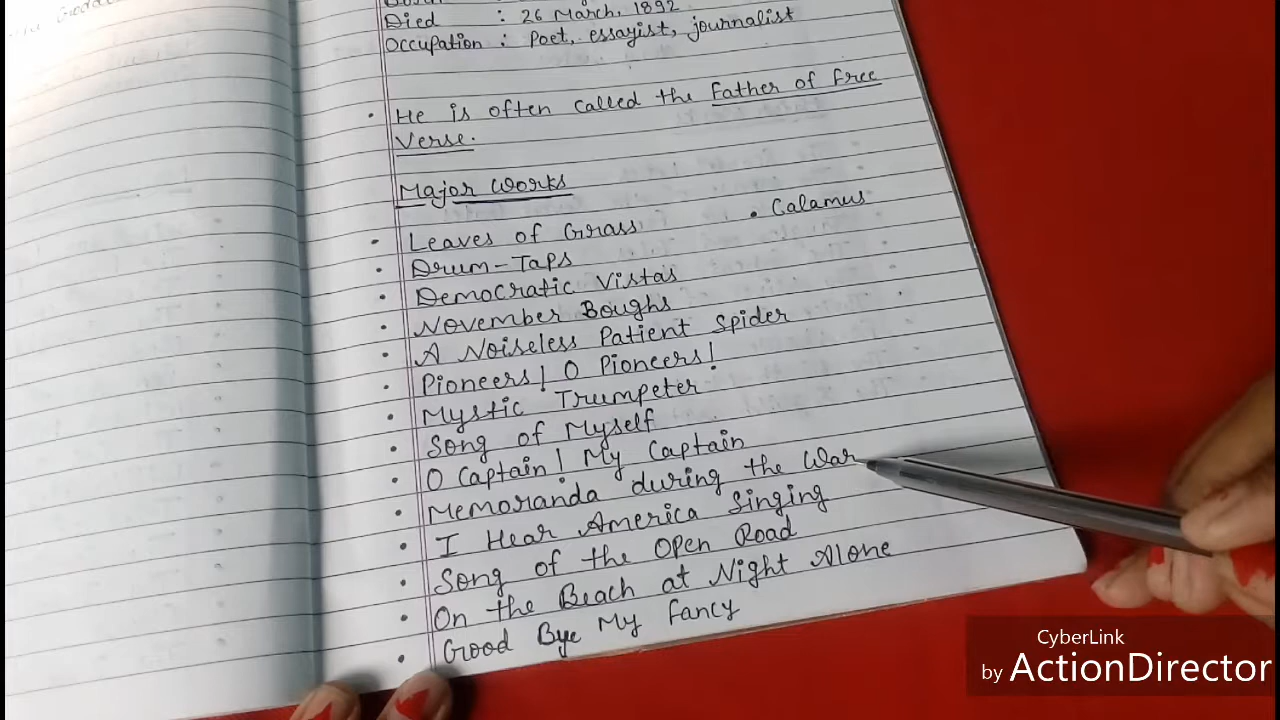 Died : 26 March, 1892
Occupation : Poet, essayist, journalist
• He is often called the Father of Free
Verse.
Major Works
• Leaves of Grass • Calamus
• Drum-Taps
• Democratic Vistas
• November Boughs
• A Noiseless Patient Spider
• Pioneers! O Pioneers!
• Mystic Trumpeter
• Song of Myself
• O Captain! My Captain
• Memoranda during the War
• I Hear America Singing
• Song of the Open Road
• On the Beach at Night Alone
• Good Bye My Fancy
CyberLink
by ActionDirector